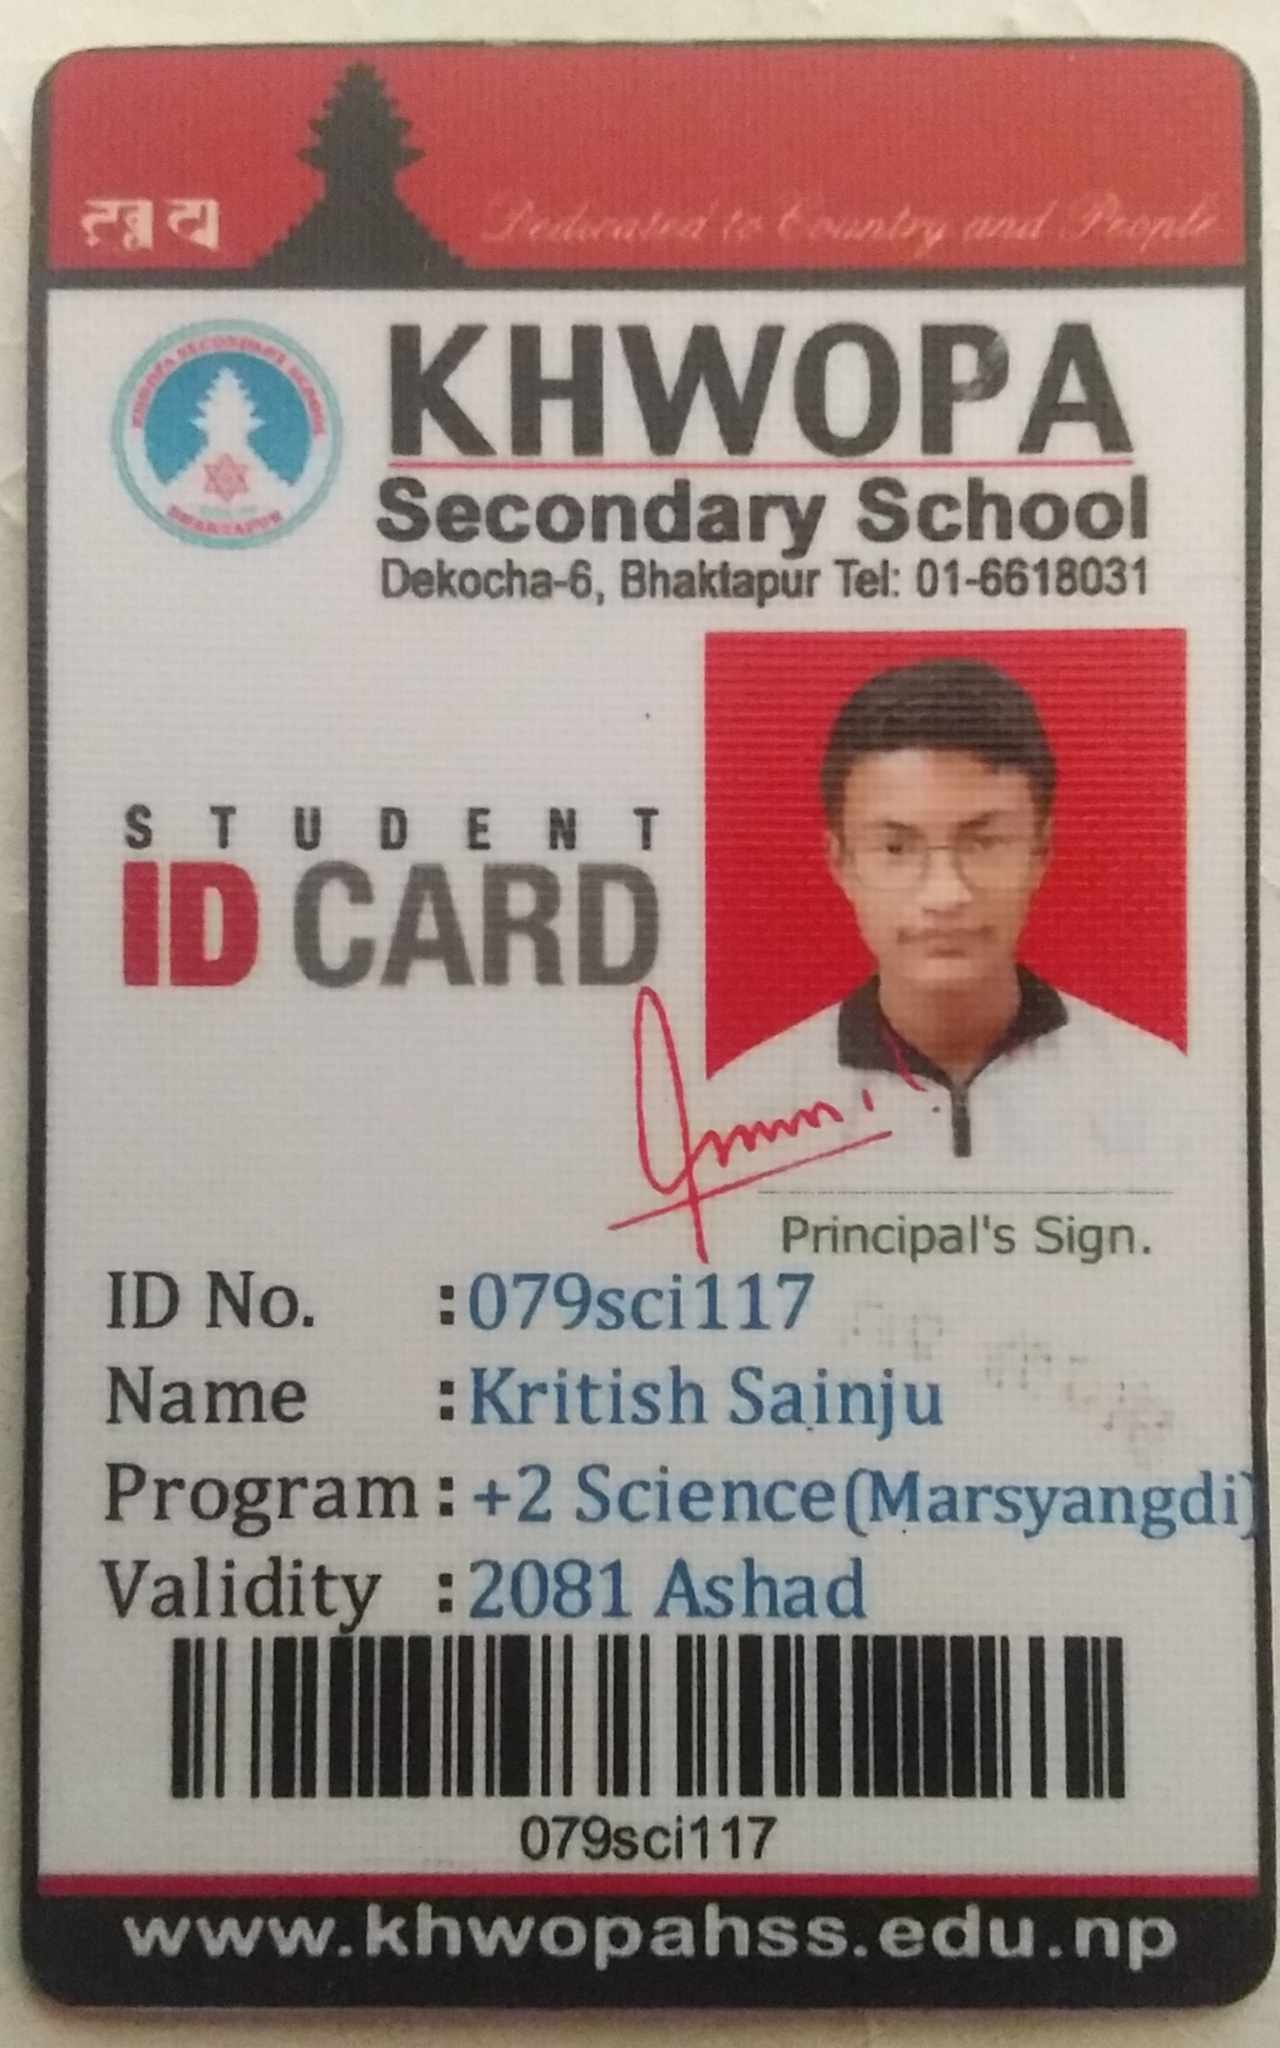 Dedicated to Country and People
KHWOPA SECONDARY SCHOOL
BHAKTAPUR
KHWOPA
Secondary School
Dekocha-6, Bhaktapur Tel: 01-6618031
STUDENT
ID CARD
Principal's Sign.
ID No. :079sci117
Name :Kritish Sainju
Program : +2 Science(Marsyangdi)
Validity :2081 Ashad
079sci117
www.khwopahss.edu.np